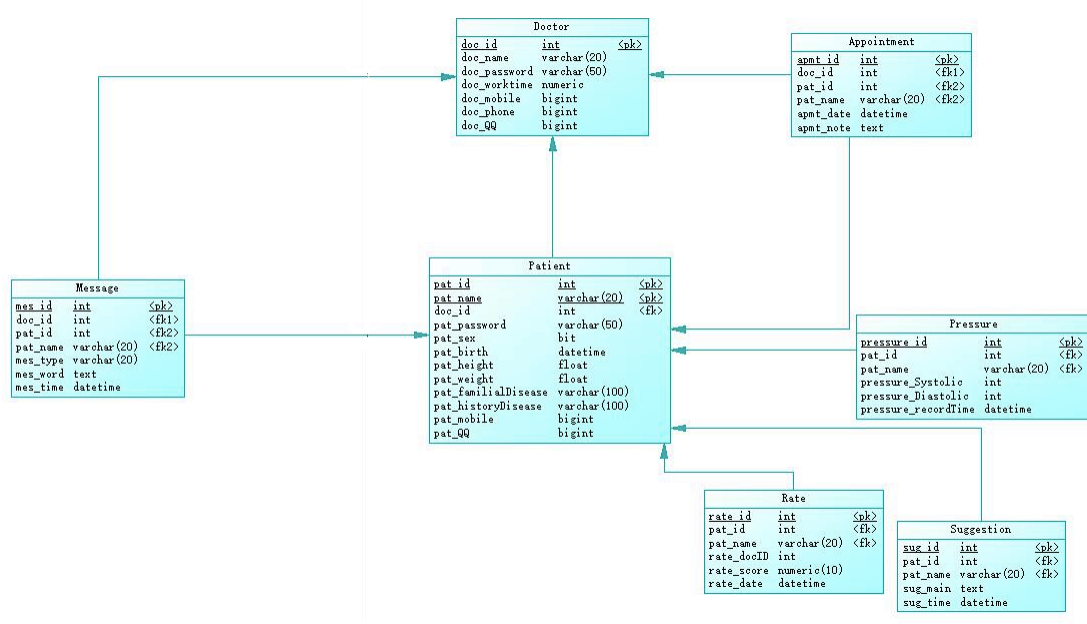 Doctor
doc_id int <pk>
doc_name varchar(20)
doc_password varchar(50)
doc_worktime numeric
doc_mobile bigint
doc_phone bigint
doc_QQ bigint
Appointment
apmt_id int <pk>
doc_id int <fk1>
pat_id int <fk2>
pat_name varchar(20) <fk2>
apmt_date datetime
apmt_note text
Message
mes_id int <pk>
doc_id int <fk1>
pat_id int <fk2>
pat_name varchar(20) <fk2>
mes_type varchar(20)
mes_word text
mes_time datetime
Patient
pat_id int <pk>
pat_name varchar(20) <pk>
doc_id int <fk>
pat_password varchar(50)
pat_sex bit
pat_birth datetime
pat_height float
pat_weight float
pat_familialDisease varchar(100)
pat_historyDisease varchar(100)
pat_mobile bigint
pat_QQ bigint
Pressure
pressure_id int <pk>
pat_id int <fk>
pat_name varchar(20) <fk>
pressure_Systolic int
pressure_Diastolic int
pressure_recordTime datetime
Rate
rate_id int <pk>
pat_id int <fk>
pat_name varchar(20) <fk>
rate_docID int
rate_score numeric(10)
rate_date datetime
Suggestion
sug_id int <pk>
pat_id int <fk>
pat_name varchar(20) <fk>
sug_main text
sug_time datetime